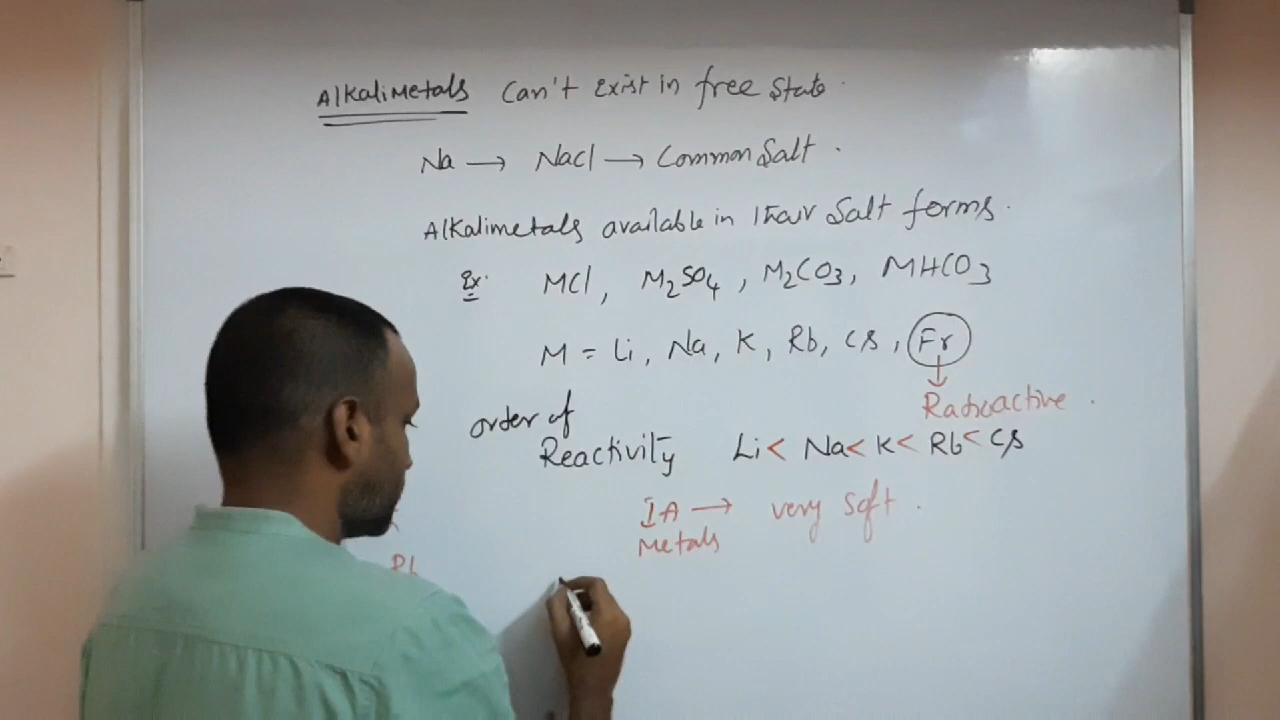 Alkalimetals Can't Exist in free State.
Na → NaCl → Common Salt.
Alkalimetals available in their Salt forms.
Ex: MCl, M2SO4, M2CO3, MHCO3
M = Li, Na, K, Rb, Cs, Fr
Radioactive.
order of
Reactivity Li < Na < K < Rb < Cs
IA → very soft.
Metals
Rb